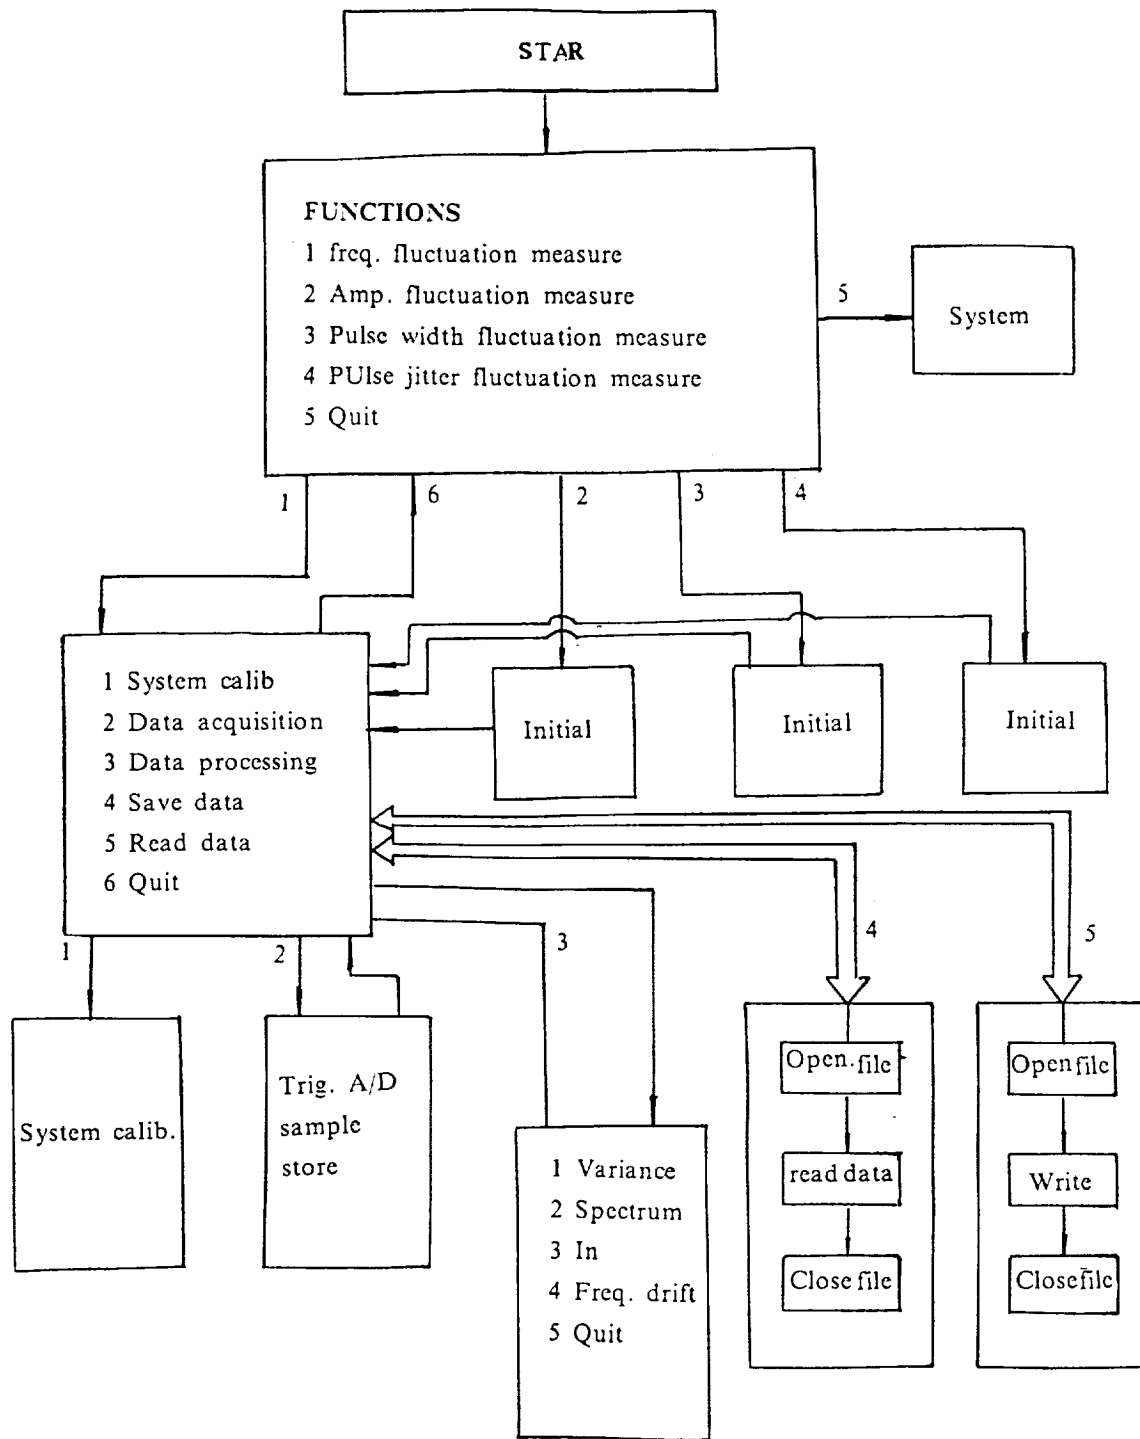 STAR
FUNCTIONS
1 freq. fluctuation measure
2 Amp. fluctuation measure
3 Pulse width fluctuation measure
4 PUlse jitter fluctuation measure
5 Quit
5
System
1
6
2
3
4
1 System calib
2 Data acquisition
3 Data processing
4 Save data
5 Read data
6 Quit
Initial
Initial
Initial
1
2
3
4
5
System calib.
Trig. A/D
sample
store
1 Variance
2 Spectrum
3 In
4 Freq. drift
5 Quit
Open. file
read data
Close file
Open file
Write
Close file